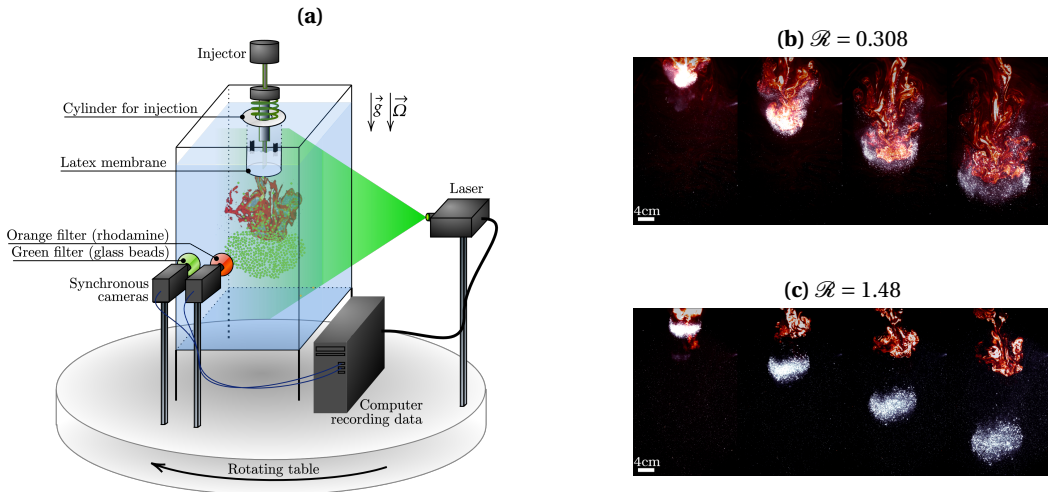 (a)
Injector
Cylinder for injection
g⃗ Ω⃗
Latex membrane
Laser
Orange filter (rhodamine)
Green filter (glass beads)
Synchronous
cameras
Computer
recording data
Rotating table
(b) ℛ = 0.308
4cm
(c) ℛ = 1.48
4cm